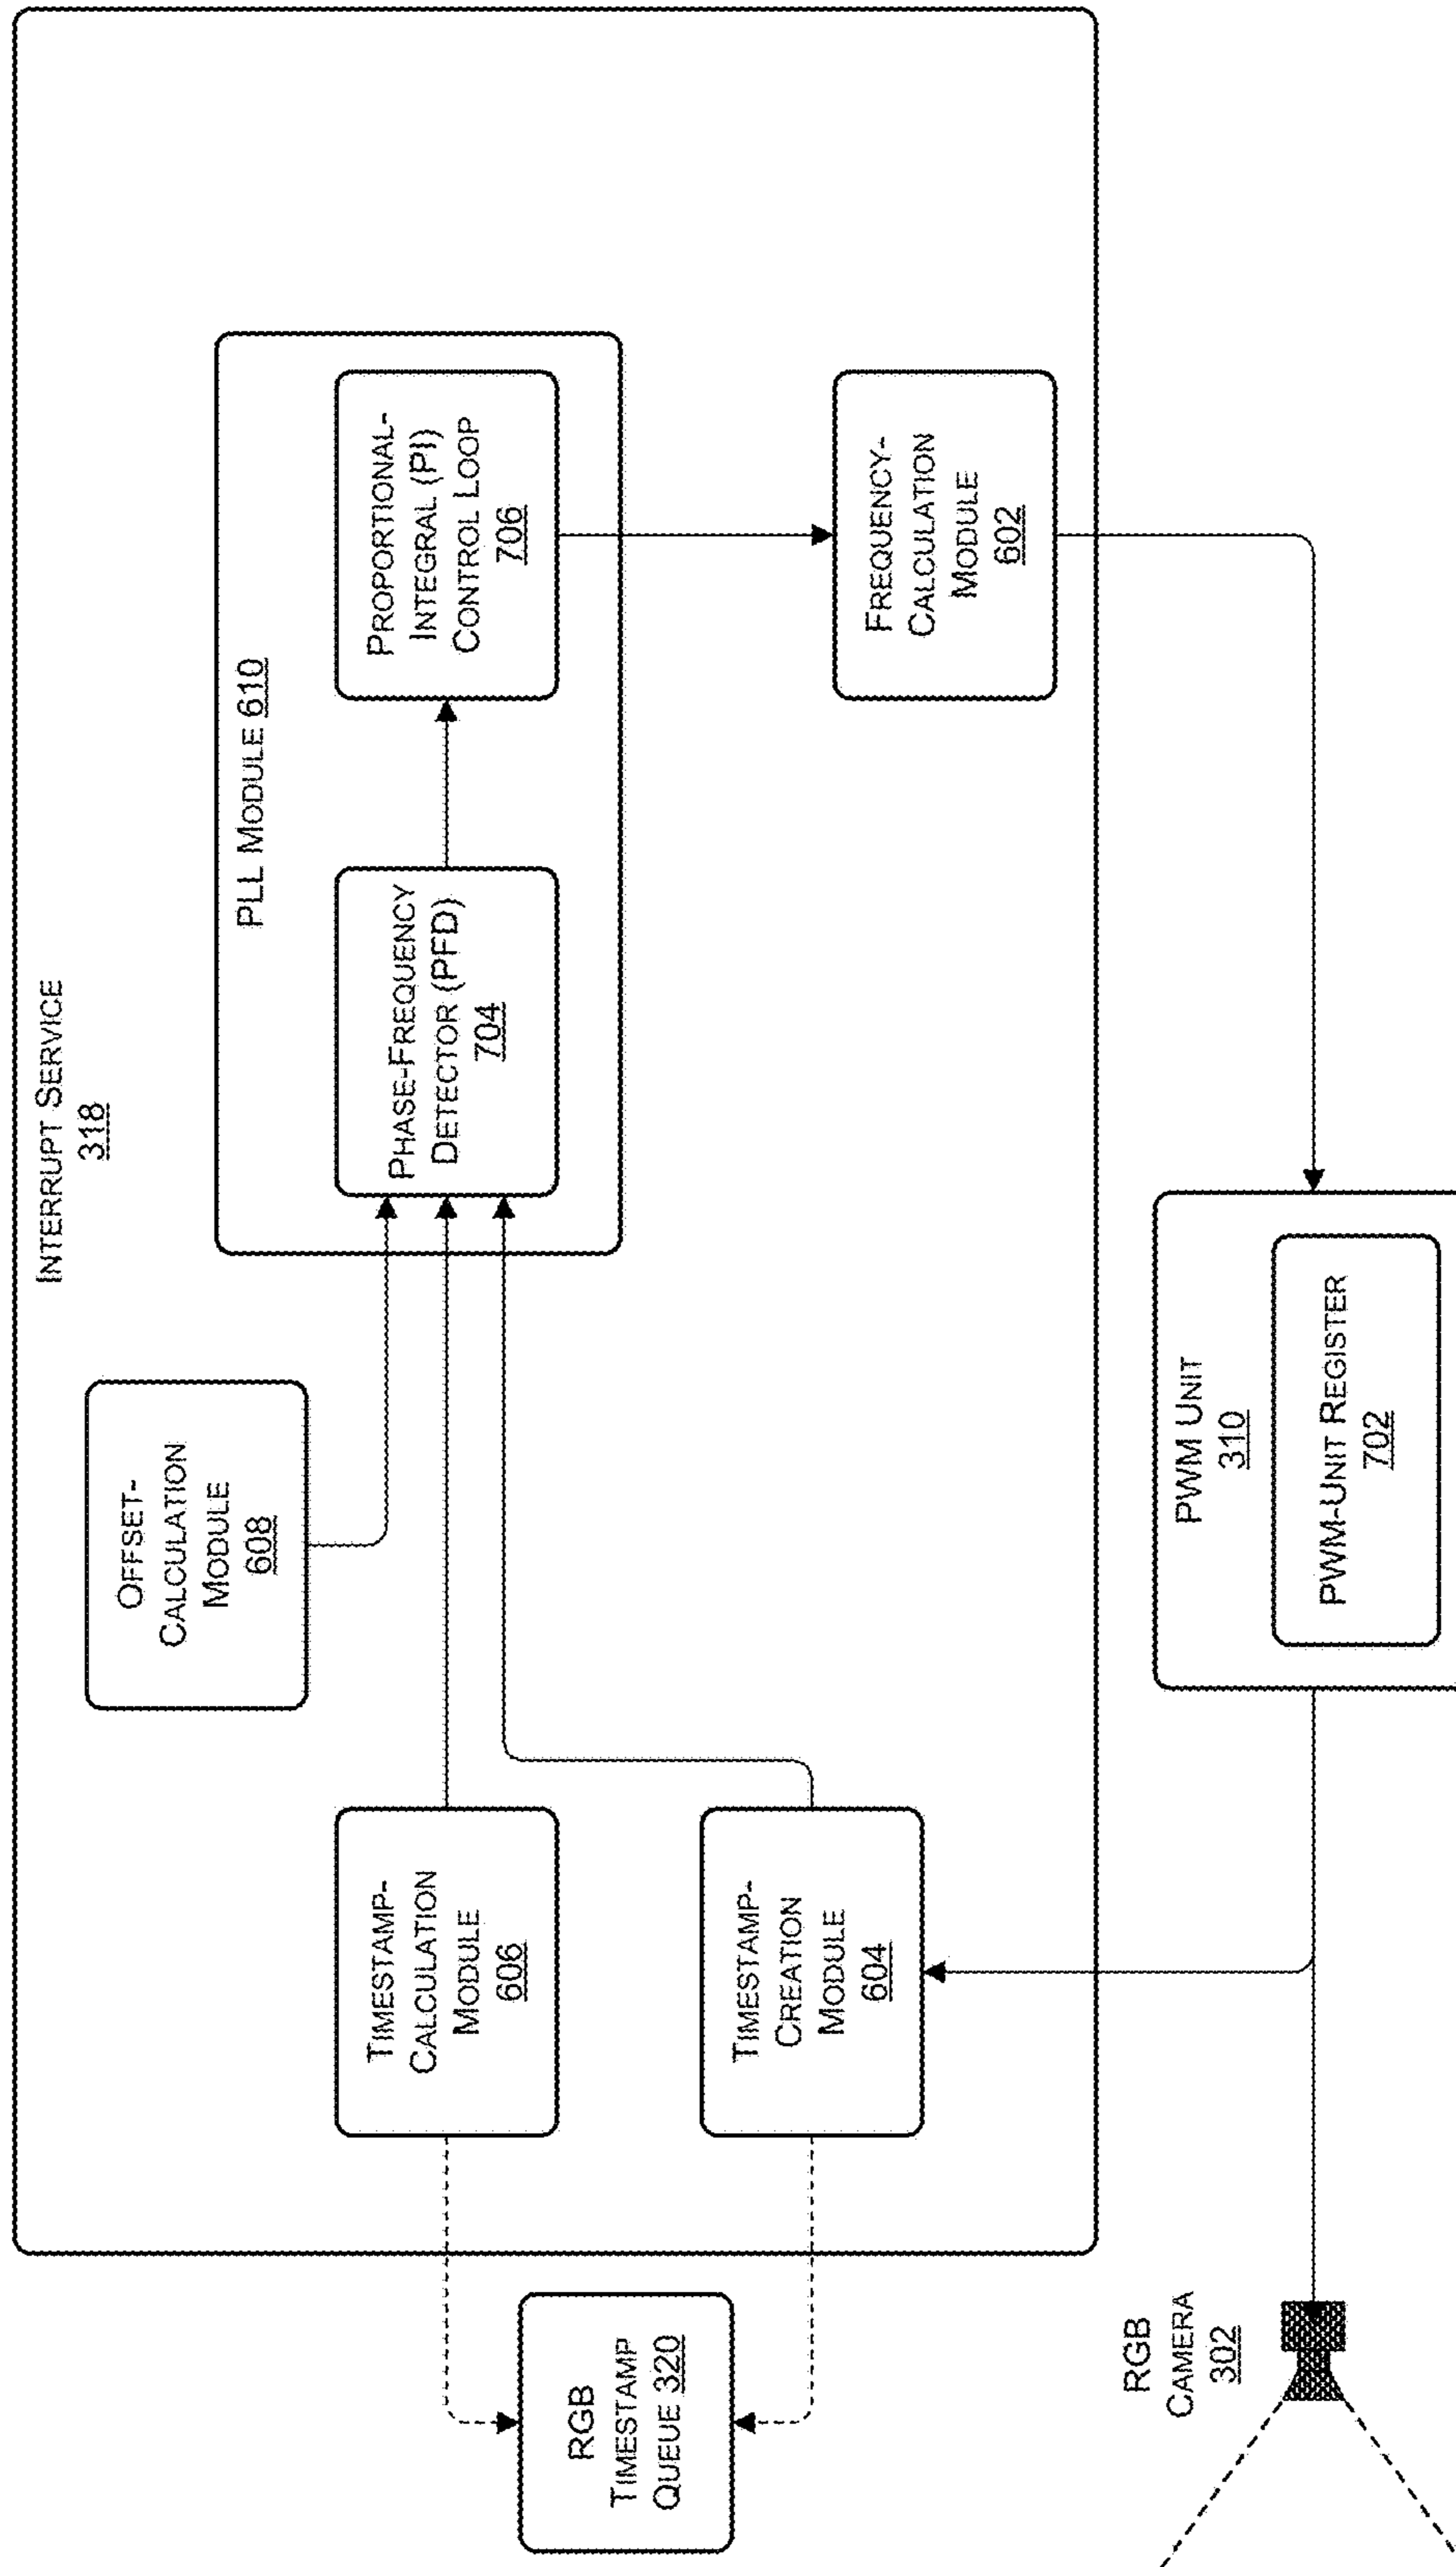 INTERRUPT SERVICE
318
OFFSET-
CALCULATION
MODULE
608
PLL MODULE 610
TIMESTAMP-
CALCULATION
MODULE
606
PHASE-FREQUENCY
DETECTOR (PFD)
704
PROPORTIONAL-
INTEGRAL (PI)
CONTROL LOOP
706
RGB
TIMESTAMP
QUEUE 320
TIMESTAMP-
CREATION
MODULE
604
FREQUENCY-
CALCULATION
MODULE
602
RGB
CAMERA
302
PWM UNIT
310
PWM-UNIT REGISTER
702